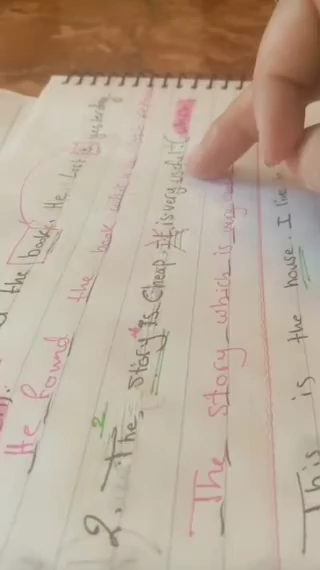 the book. He Lost it yesterday
He found the book which
2. The story is cheap. It is very useful. (which)
The story which is very
This is the house. I live